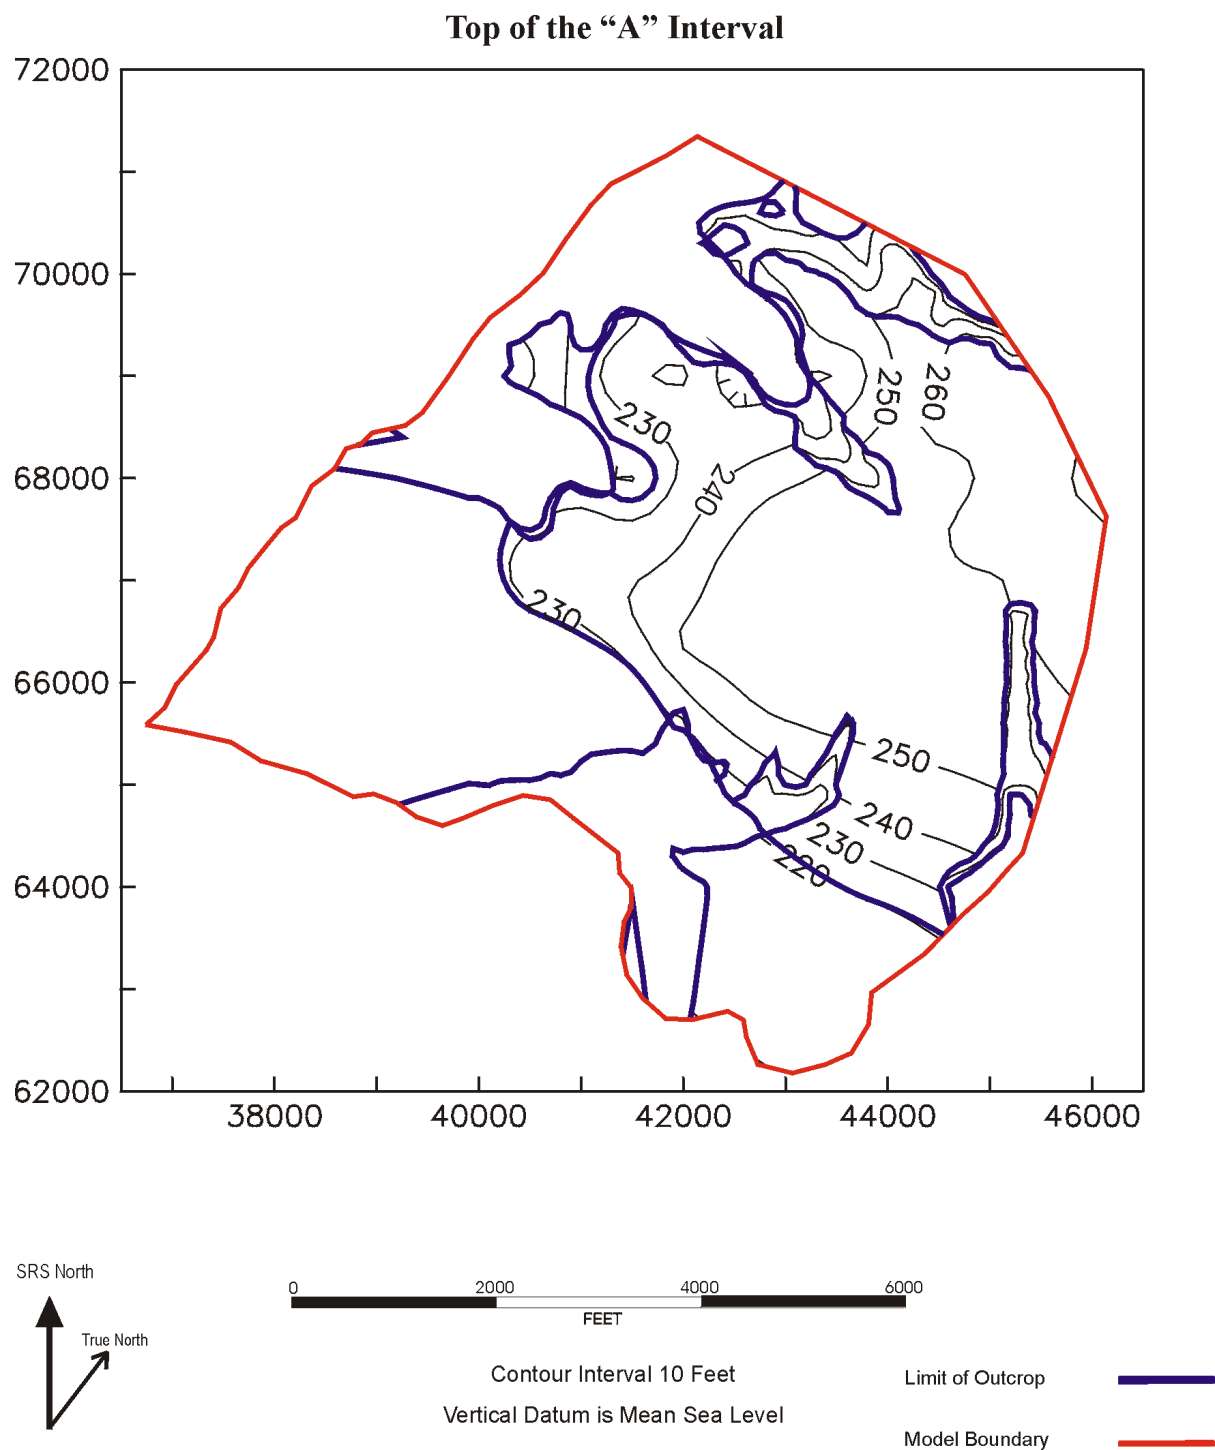 Top of the “A” Interval
72000
70000
68000
66000
64000
62000
38000
40000
42000
44000
46000
250
260
230
240
230
250
240
230
220
SRS North
True North
0 2000 4000 6000
FEET
Contour Interval 10 Feet
Vertical Datum is Mean Sea Level
Limit of Outcrop
Model Boundary